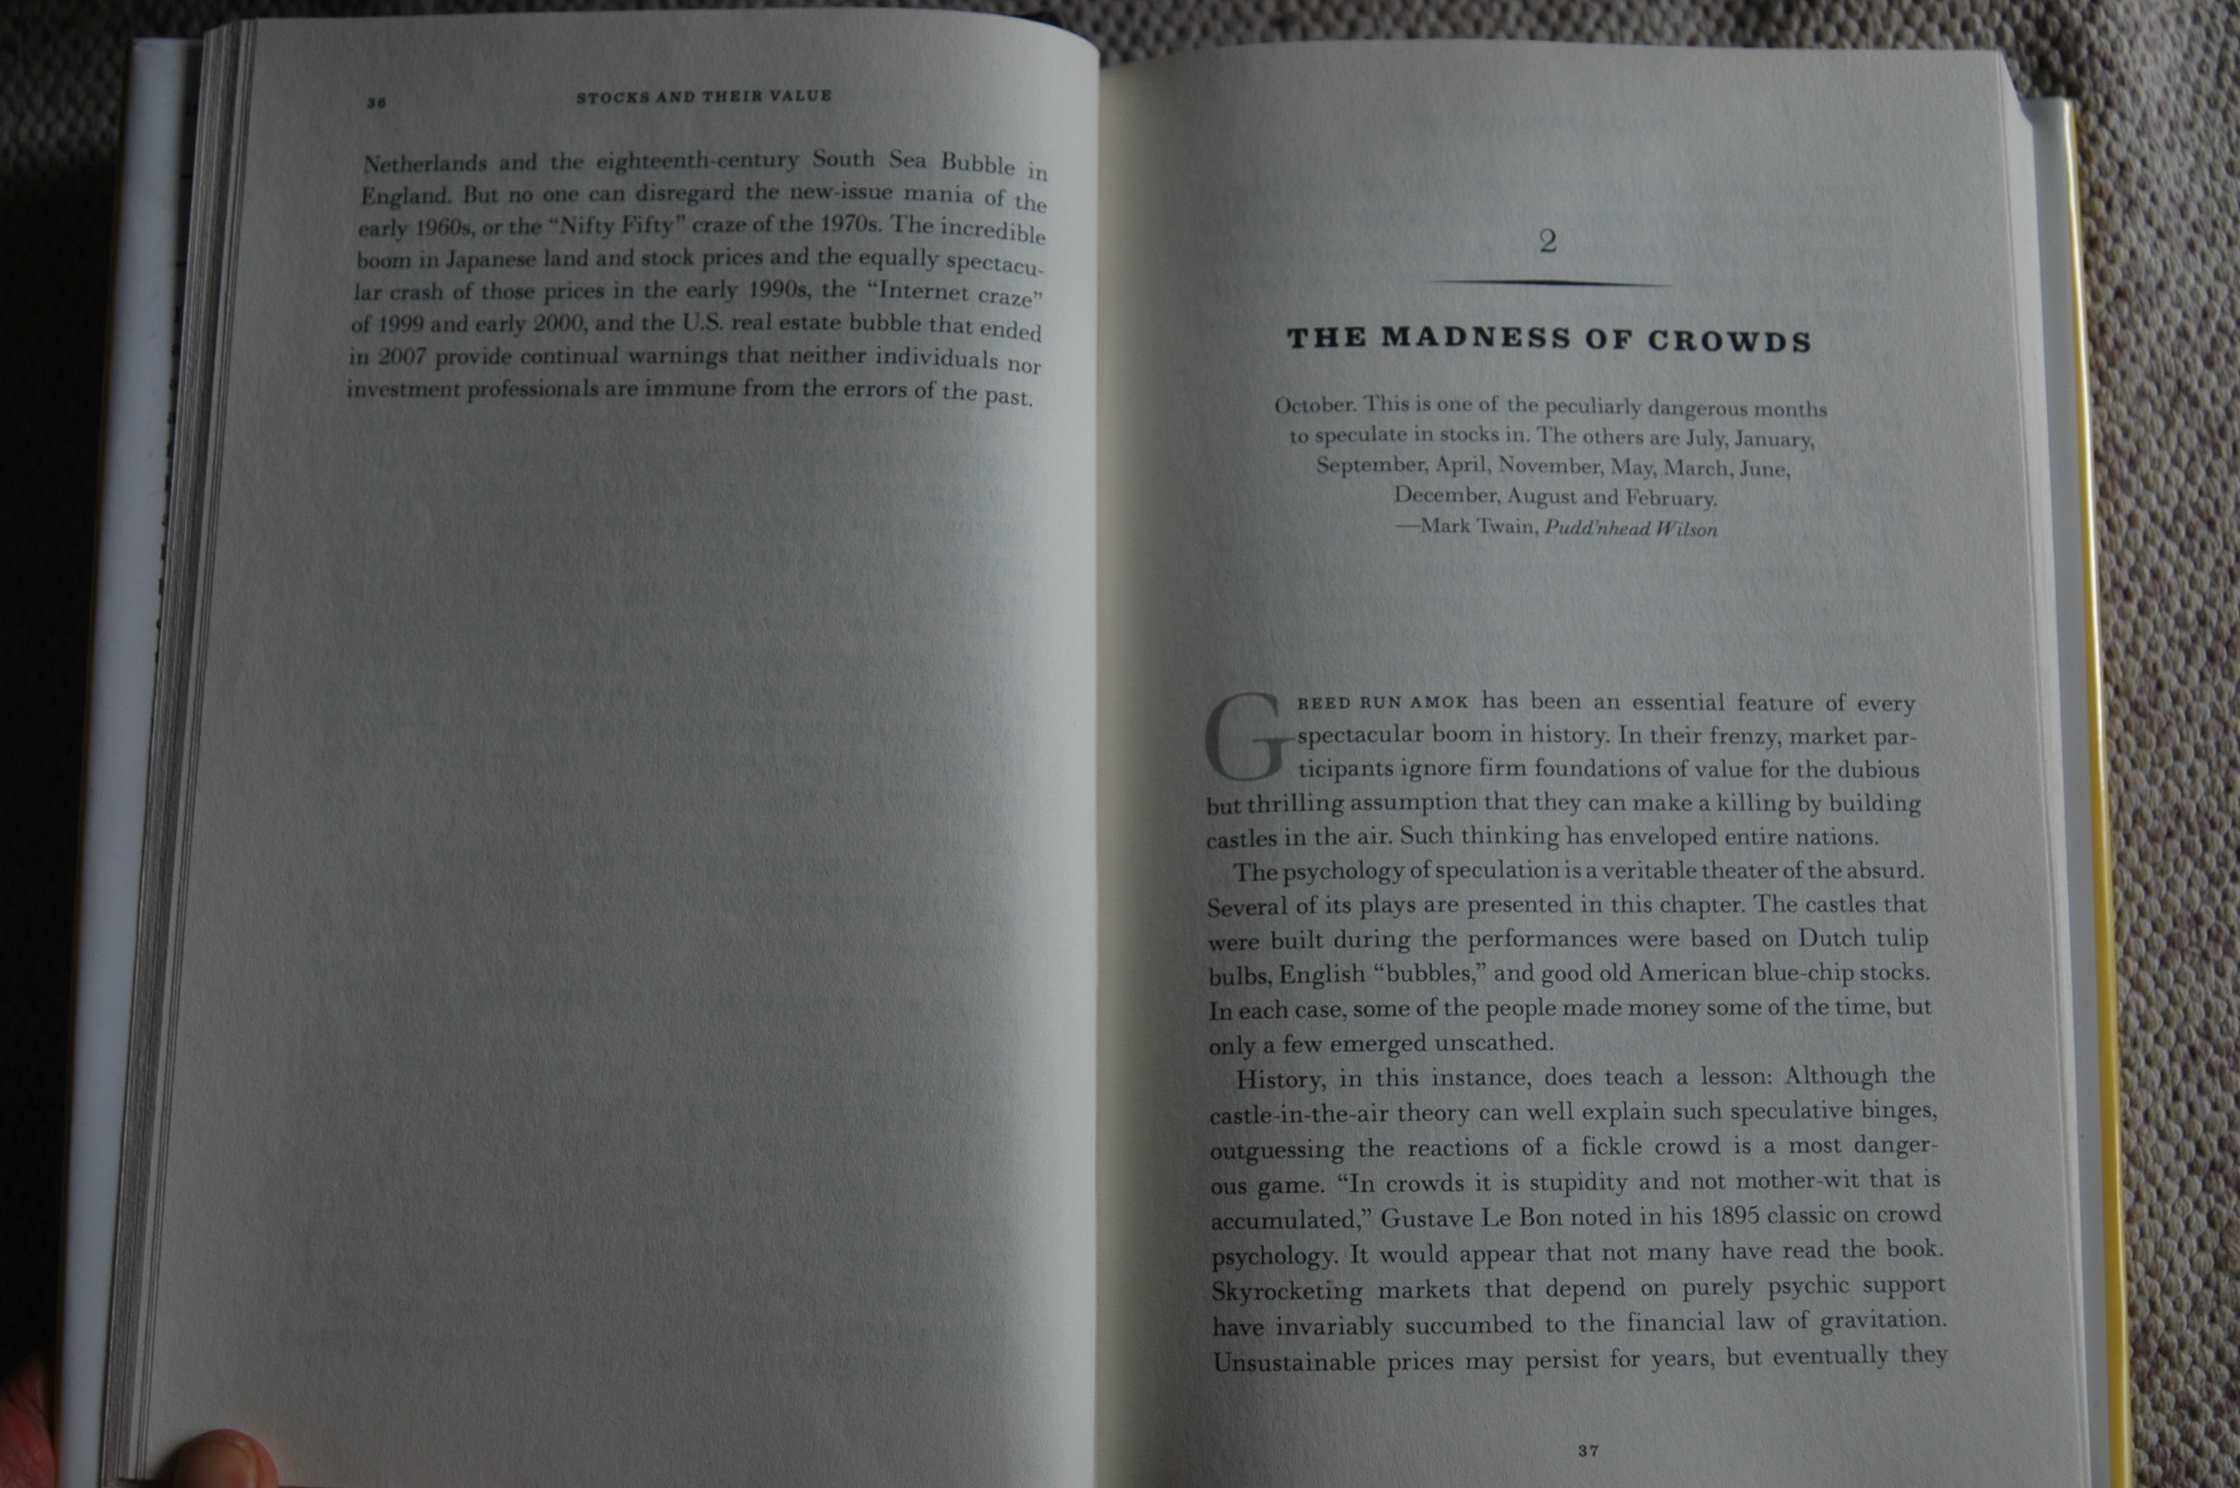 36
STOCKS AND THEIR VALUE
Netherlands and the eighteenth-century South Sea Bubble in
England. But no one can disregard the new-issue mania of the
early 1960s, or the “Nifty Fifty” craze of the 1970s. The incredible
boom in Japanese land and stock prices and the equally spectacu-
lar crash of those prices in the early 1990s, the “Internet craze”
of 1999 and early 2000, and the U.S. real estate bubble that ended
in 2007 provide continual warnings that neither individuals nor
investment professionals are immune from the errors of the past.
2
THE MADNESS OF CROWDS
October. This is one of the peculiarly dangerous months
to speculate in stocks in. The others are July, January,
September, April, November, May, March, June,
December, August and February.
—Mark Twain, Pudd’nhead Wilson
GREED RUN AMOK has been an essential feature of every
spectacular boom in history. In their frenzy, market par-
ticipants ignore firm foundations of value for the dubious
but thrilling assumption that they can make a killing by building
castles in the air. Such thinking has enveloped entire nations.
The psychology of speculation is a veritable theater of the absurd.
Several of its plays are presented in this chapter. The castles that
were built during the performances were based on Dutch tulip
bulbs, English “bubbles,” and good old American blue-chip stocks.
In each case, some of the people made money some of the time, but
only a few emerged unscathed.
History, in this instance, does teach a lesson: Although the
castle-in-the-air theory can well explain such speculative binges,
outguessing the reactions of a fickle crowd is a most danger-
ous game. “In crowds it is stupidity and not mother-wit that is
accumulated,” Gustave Le Bon noted in his 1895 classic on crowd
psychology. It would appear that not many have read the book.
Skyrocketing markets that depend on purely psychic support
have invariably succumbed to the financial law of gravitation.
Unsustainable prices may persist for years, but eventually they
37